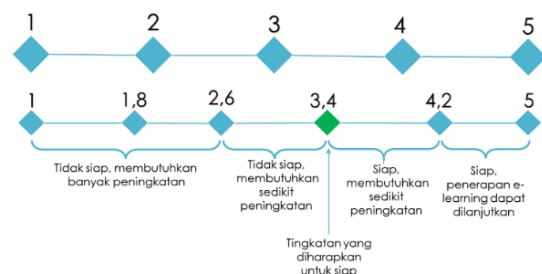 1 2 3 4 5
1 1,8 2,6 3,4 4,2 5
Tidak siap, membutuhkan
banyak peningkatan
Tidak siap,
membutuhkan
sedikit
peningkatan
Siap,
membutuhkan
sedikit
peningkatan
Siap,
penerapan e-
learning dapat
dilanjutkan
Tingkatan yang
diharapkan
untuk siap